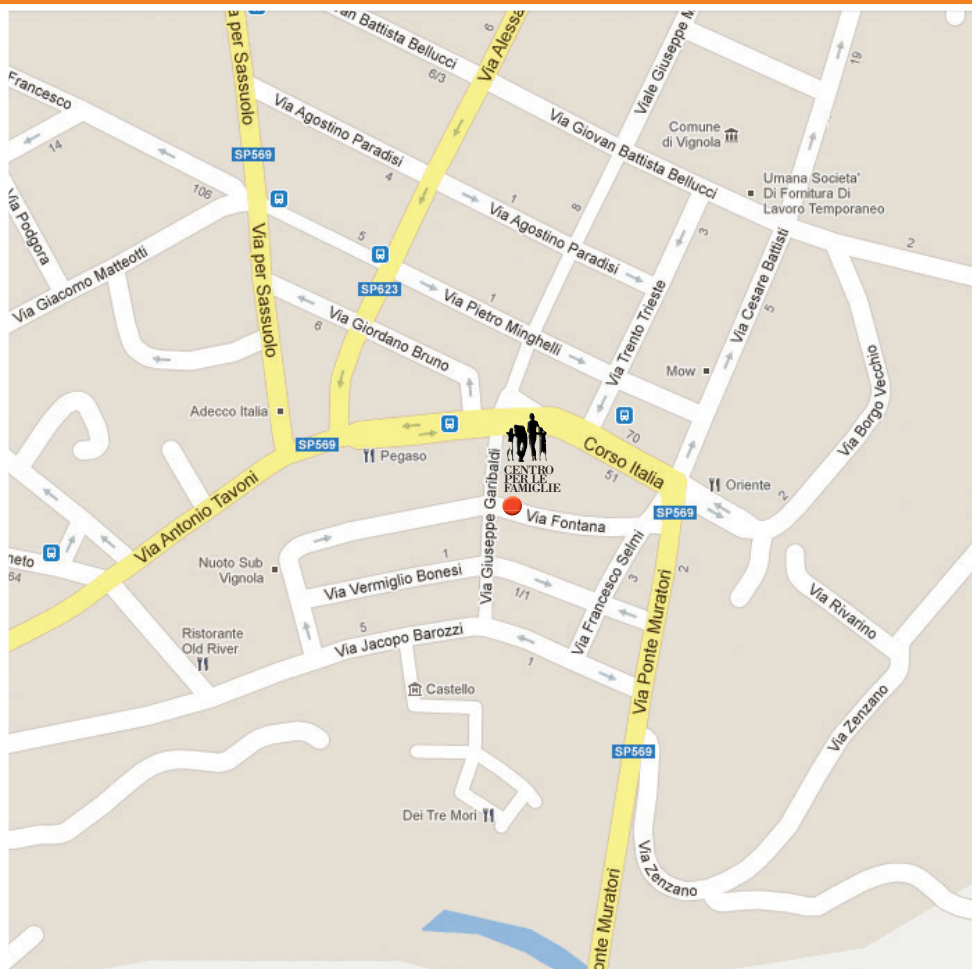 Via per Sassuolo
Via Alessa
an Battista Bellucci
6
6/3
Viale Giuseppe M
19
Francesco
14
Via Agostino Paradisi
4
Via Giovan Battista Bellucci
Comune
di Vignola
SP569
106
Umana Societa'
Di Fornitura Di
Lavoro Temporaneo
Via Podgora
1
8
Via Agostino Paradisi
3
2
5
Via Giacomo Matteotti
Via per Sassuolo
SP623
1
Via Pietro Minghelli
Via Trento Trieste
Via Cesare Battisti
5
6
Via Giordano Bruno
Mow
Via Borgo Vecchio
Adecco Italia
SP569
Pegaso
70
Corso Italia
51
CENTRO
PER LE
FAMIGLIE
Oriente
2
Via Antonio Tavoni
Via Giuseppe Garibaldi
Via Fontana
SP569
neto
64
Nuoto Sub
Vignola
1
Via Vermiglio Bonesi
1/1
Via Francesco Selmi
3
2
Via Rivarino
Ristorante
Old River
5
Via Jacopo Barozzi
1
Via Ponte Muratori
Castello
Via Zenzano
SP569
Dei Tre Mori
Via Zenzano
onte Muratori